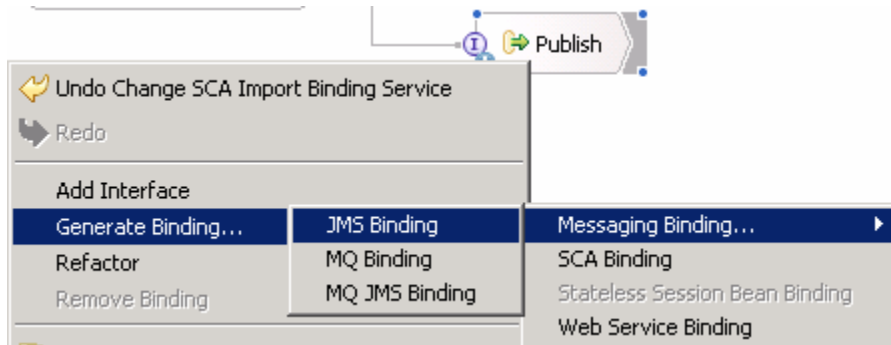 Publish
Undo Change SCA Import Binding Service
Redo
Add Interface
Generate Binding...
Refactor
Remove Binding
JMS Binding
MQ Binding
MQ JMS Binding
Messaging Binding...
SCA Binding
Stateless Session Bean Binding
Web Service Binding